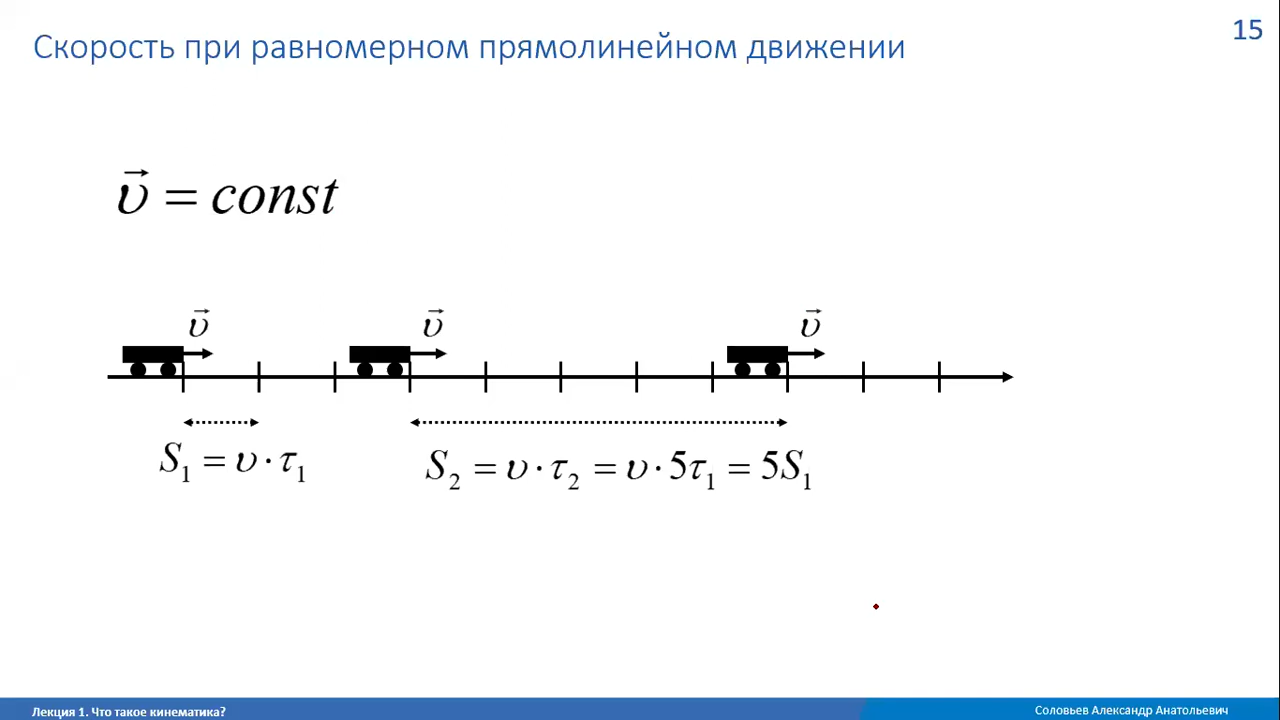 Скорость при равномерном прямолинейном движении
15
υ⃗ = const
υ⃗
υ⃗
υ⃗
S₁ = υ · τ₁
S₂ = υ · τ₂ = υ · 5τ₁ = 5S₁
Лекция 1. Что такое кинематика?
Соловьев Александр Анатольевич